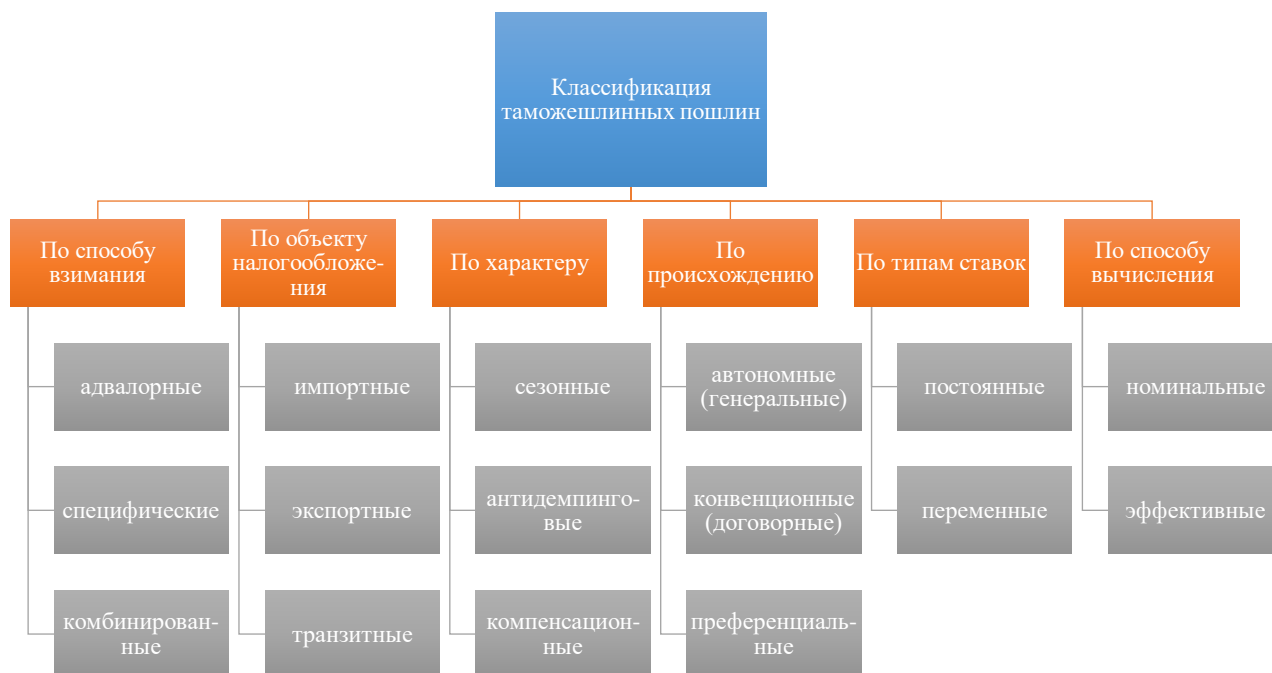 Классификация
таможешлинных пошлин
По способу
взимания
По объекту
налогообложе-
ния
По характеру
По
происхождению
По типам ставок
По способу
вычисления
адвалорные
импортные
сезонные
автономные
(генеральные)
постоянные
номинальные
специфические
экспортные
антидемпинго-
вые
конвенционные
(договорные)
переменные
эффективные
комбинирован-
ные
транзитные
компенсацион-
ные
преференциаль-
ные